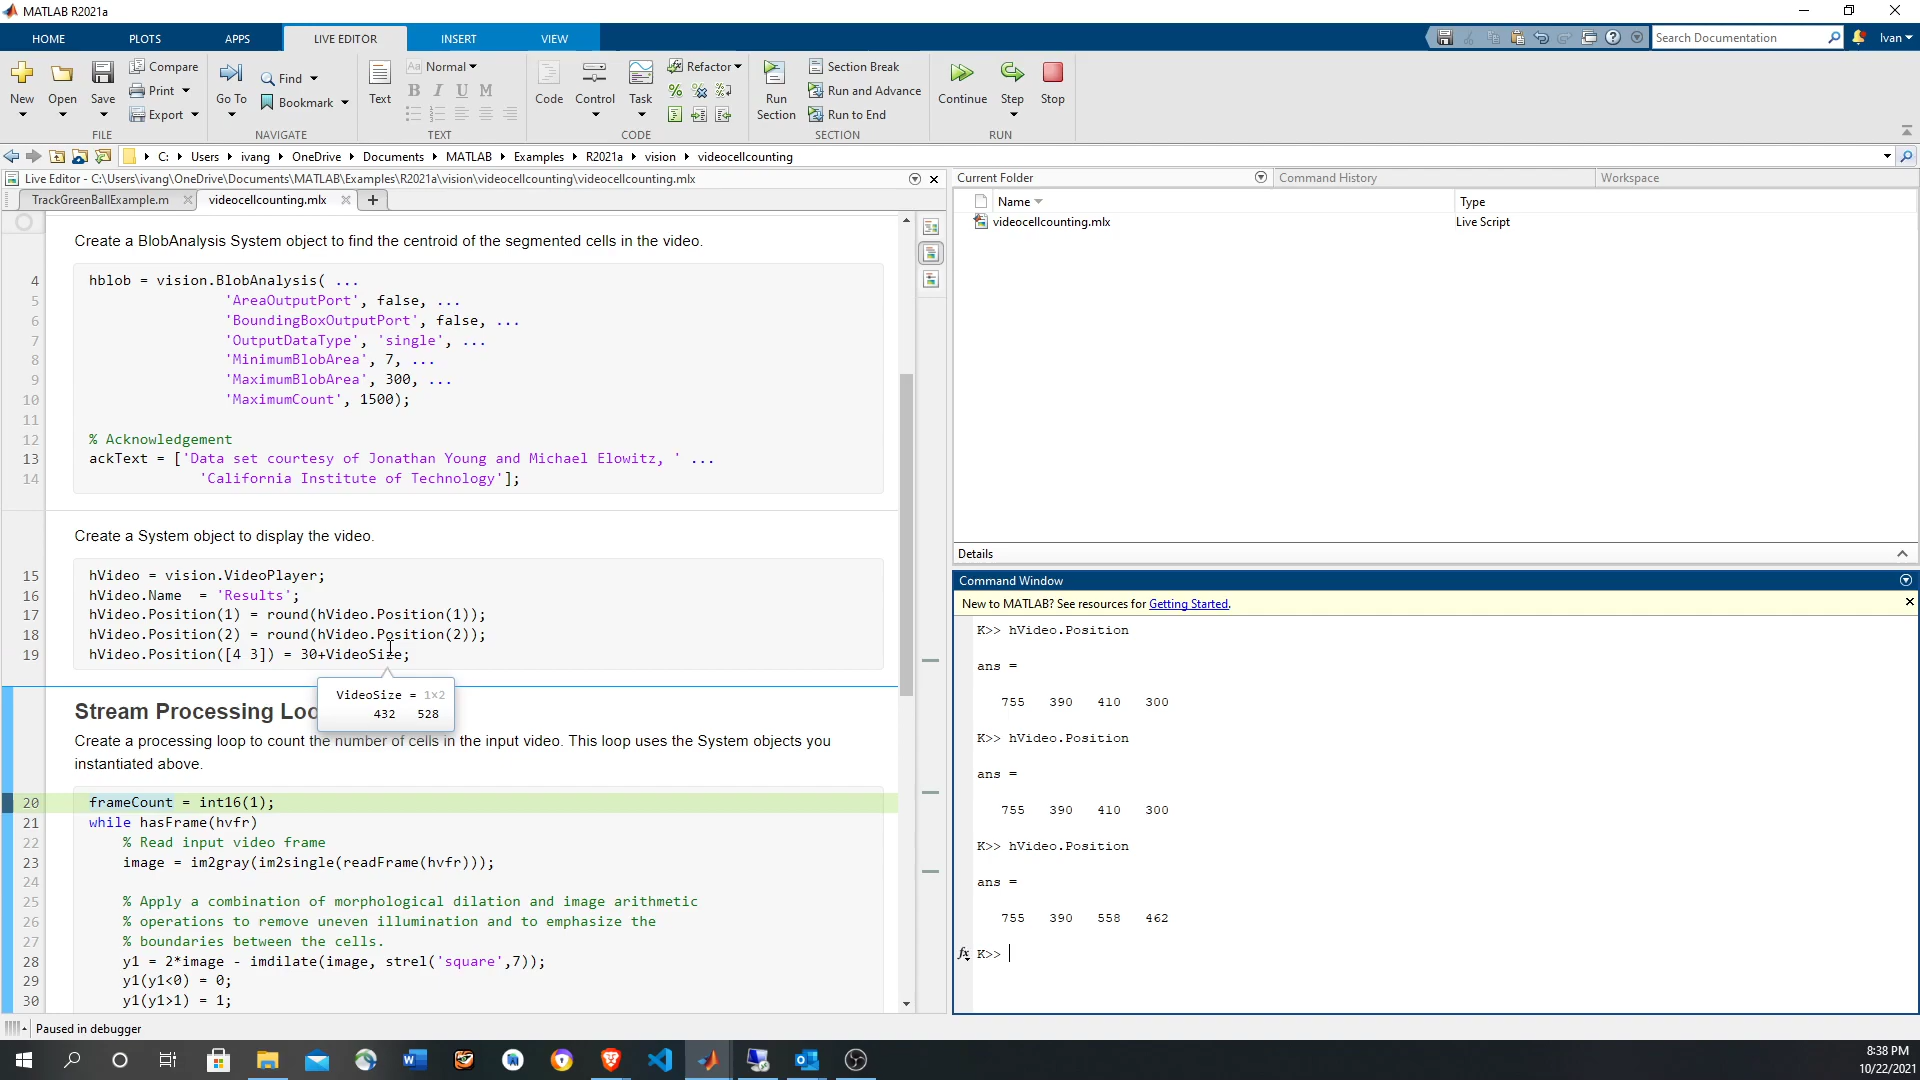 MATLAB R2021a
HOME PLOTS APPS LIVE EDITOR INSERT VIEW
Search Documentation Ivan
New Open Save Compare Print Export
FILE
Go To Find Bookmark
NAVIGATE
Text Aa Normal B I U M
TEXT
Code Control Task Refactor
CODE
Run Section Section Break Run and Advance Run to End
SECTION
Continue Step Stop
RUN
C: Users ivang OneDrive Documents MATLAB Examples R2021a vision videocellcounting
Live Editor - C:\Users\ivang\OneDrive\Documents\MATLAB\Examples\R2021a\vision\videocellcounting\videocellcounting.mlx
TrackGreenBallExample.m videocellcounting.mlx
Create a BlobAnalysis System object to find the centroid of the segmented cells in the video.
4 hblob = vision.BlobAnalysis( ...
5 'AreaOutputPort', false, ...
6 'BoundingBoxOutputPort', false, ...
7 'OutputDataType', 'single', ...
8 'MinimumBlobArea', 7, ...
9 'MaximumBlobArea', 300, ...
10 'MaximumCount', 1500);
11
12 % Acknowledgement
13 ackText = ['Data set courtesy of Jonathan Young and Michael Elowitz, ' ...
14 'California Institute of Technology'];
Create a System object to display the video.
15 hVideo = vision.VideoPlayer;
16 hVideo.Name = 'Results';
17 hVideo.Position(1) = round(hVideo.Position(1));
18 hVideo.Position(2) = round(hVideo.Position(2));
19 hVideo.Position([4 3]) = 30+VideoSize;
VideoSize = 1×2
432 528
Stream Processing Loo
Create a processing loop to count the number of cells in the input video. This loop uses the System objects you
instantiated above.
20 frameCount = int16(1);
21 while hasFrame(hvfr)
22 % Read input video frame
23 image = im2gray(im2single(readFrame(hvfr)));
24
25 % Apply a combination of morphological dilation and image arithmetic
26 % operations to remove uneven illumination and to emphasize the
27 % boundaries between the cells.
28 y1 = 2*image - imdilate(image, strel('square',7));
29 y1(y1<0) = 0;
30 y1(y1>1) = 1;
Current Folder Command History Workspace
Name Type
videocellcounting.mlx Live Script
Details
Command Window
New to MATLAB? See resources for Getting Started.
K>> hVideo.Position
ans =
755 390 410 300
K>> hVideo.Position
ans =
755 390 410 300
K>> hVideo.Position
ans =
755 390 558 462
fx K>>
Paused in debugger
8:38 PM
10/22/2021